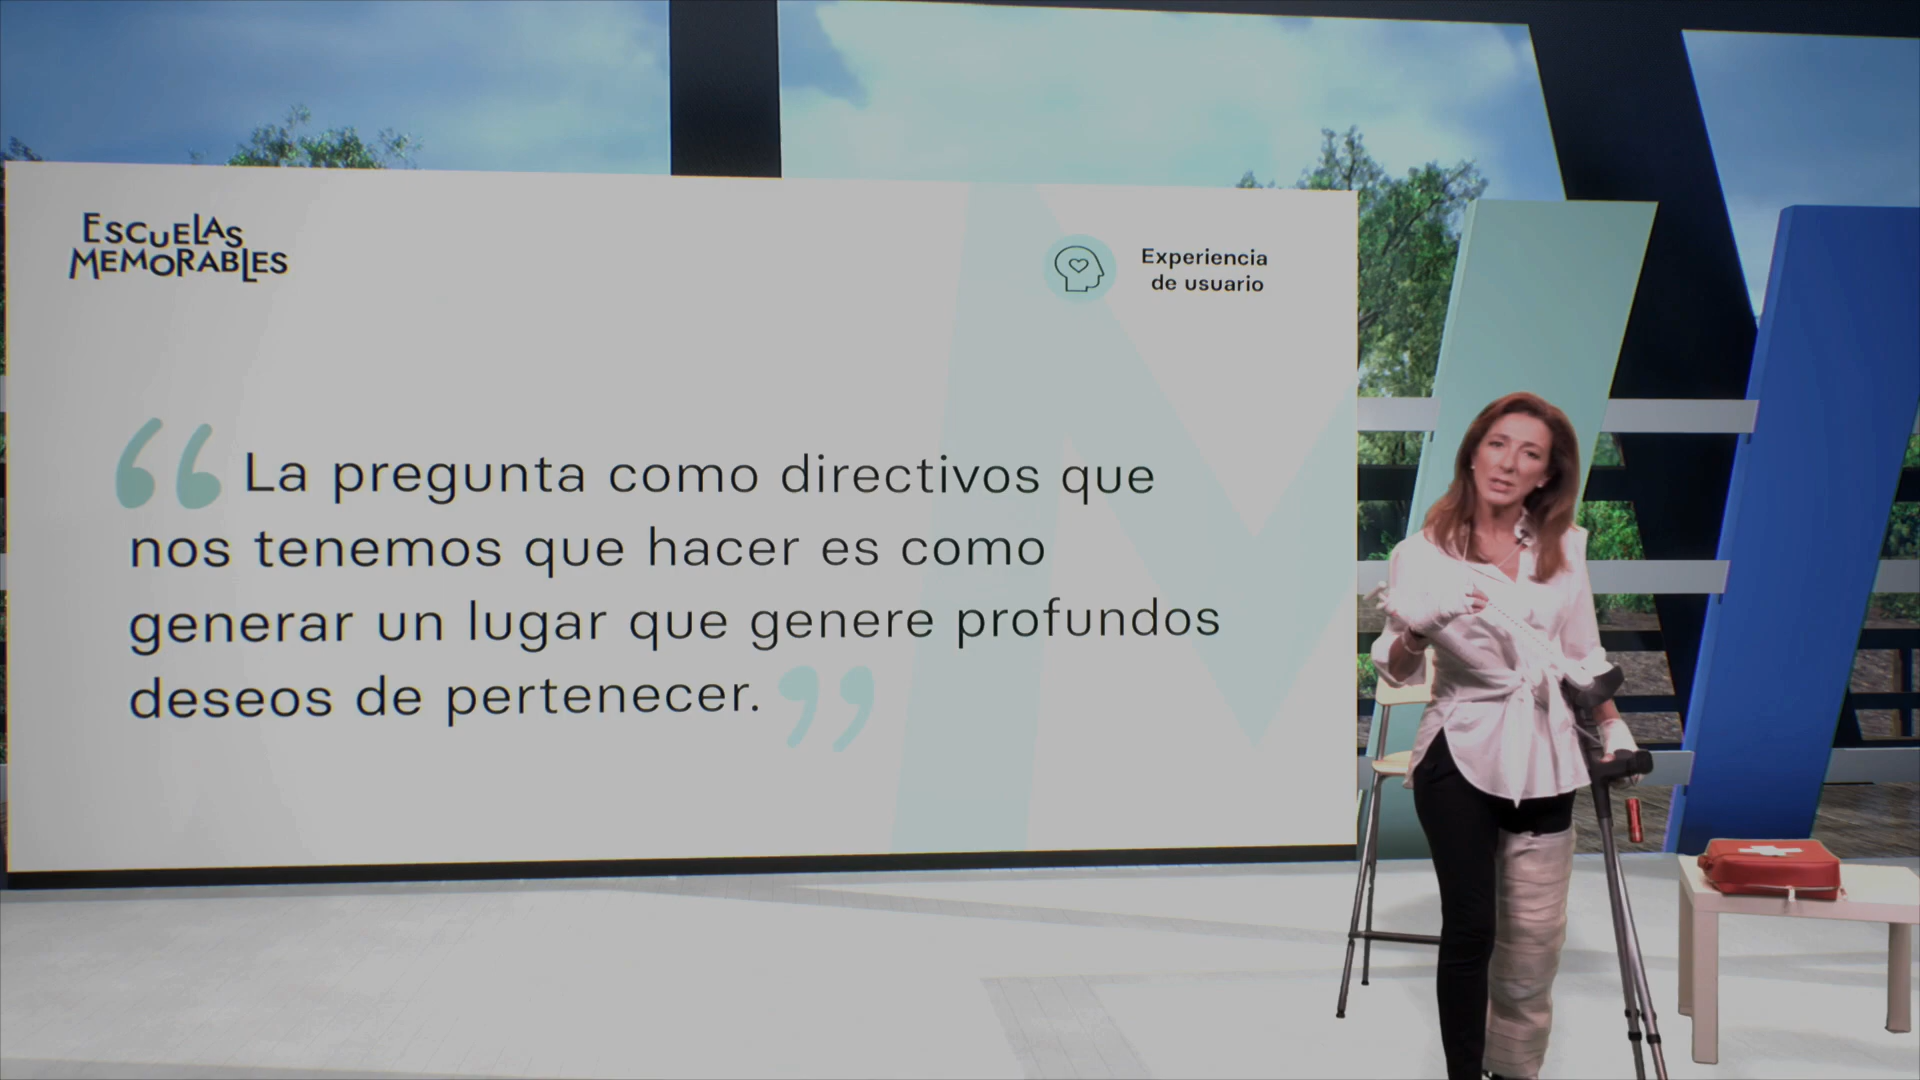 ESCUELAS
MEMORABLES
Experiencia
de usuario
“La pregunta como directivos que
nos tenemos que hacer es como
generar un lugar que genere profundos
deseos de pertenecer.”